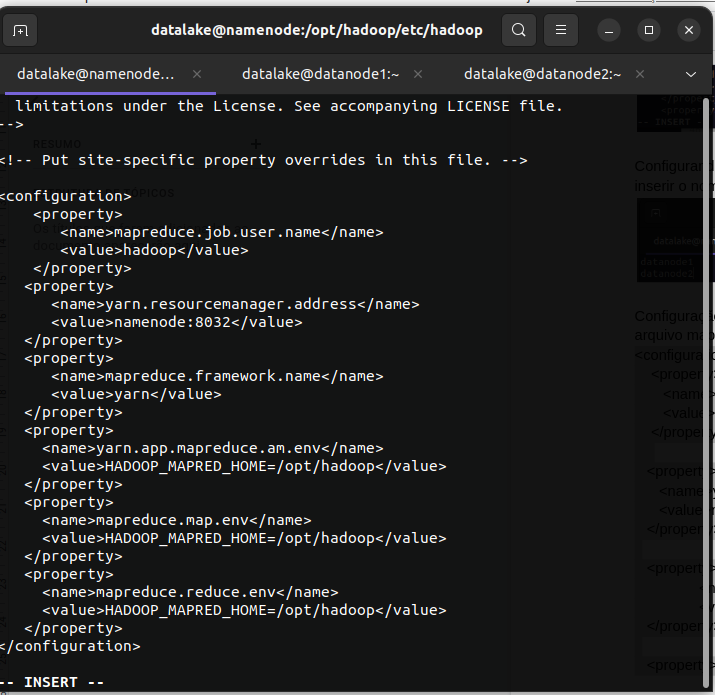 datalake@namenode:/opt/hadoop/etc/hadoop
datalake@namenode...
datalake@datanode1:~
datalake@datanode2:~
limitations under the License. See accompanying LICENSE file.
-->
<!-- Put site-specific property overrides in this file. -->
<configuration>
<property>
<name>mapreduce.job.user.name</name>
<value>hadoop</value>
</property>
<property>
<name>yarn.resourcemanager.address</name>
<value>namenode:8032</value>
</property>
<property>
<name>mapreduce.framework.name</name>
<value>yarn</value>
</property>
<property>
<name>yarn.app.mapreduce.am.env</name>
<value>HADOOP_MAPRED_HOME=/opt/hadoop</value>
</property>
<property>
<name>mapreduce.map.env</name>
<value>HADOOP_MAPRED_HOME=/opt/hadoop</value>
</property>
<property>
<name>mapreduce.reduce.env</name>
<value>HADOOP_MAPRED_HOME=/opt/hadoop</value>
</property>
</configuration>
-- INSERT --
RESUMO